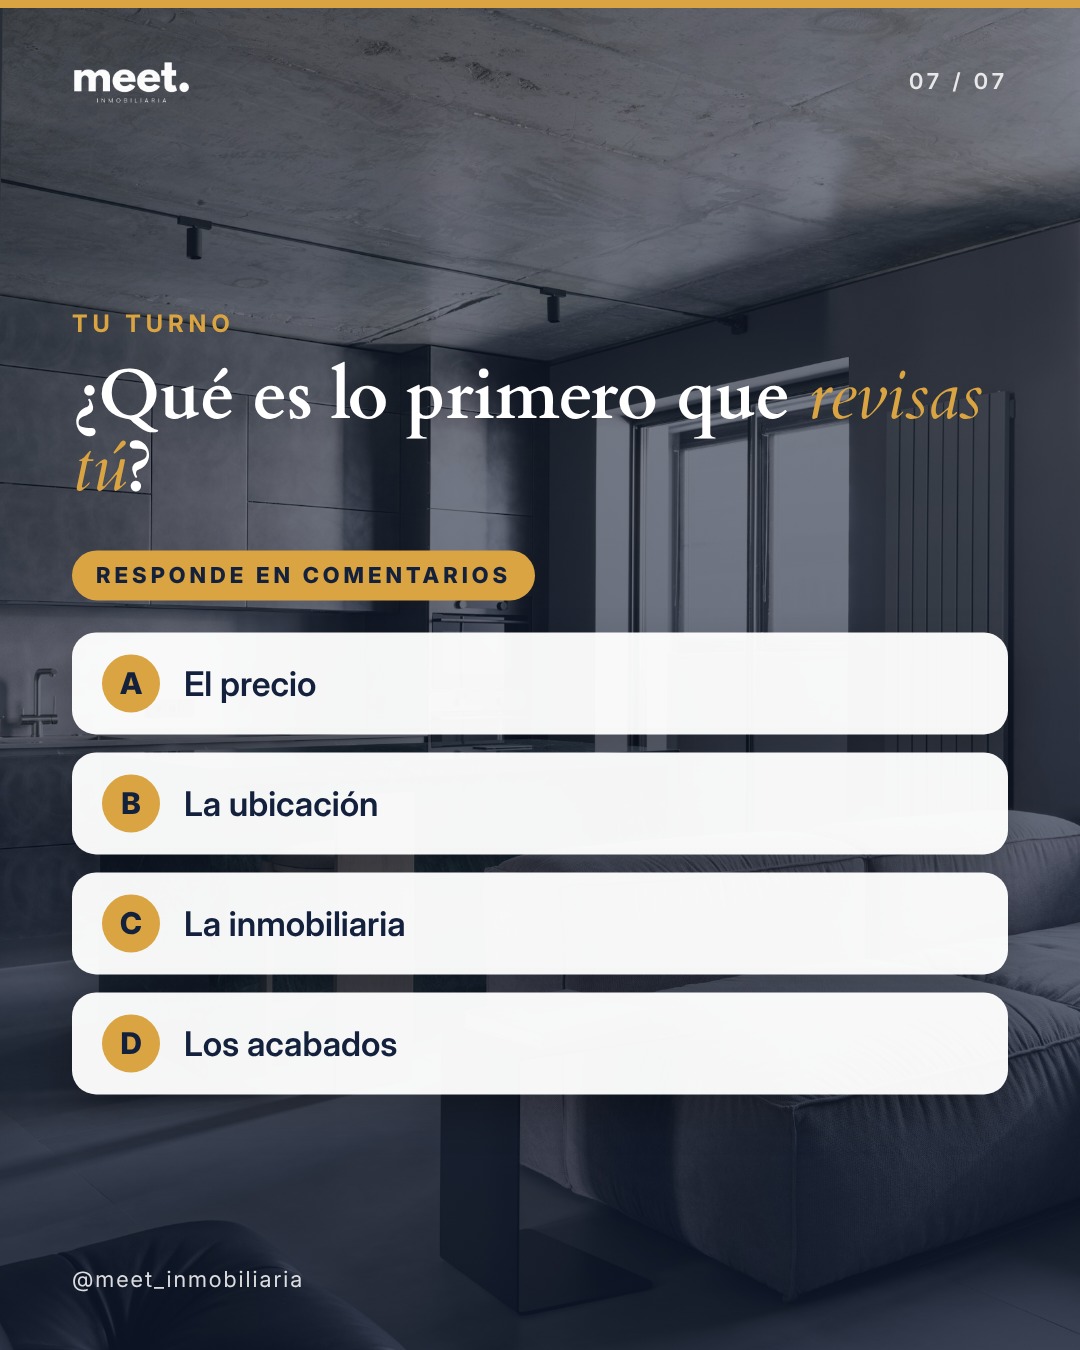 meet.
INMOBILIARIA
07 / 07
TU TURNO
¿Qué es lo primero que revisas
tú?
RESPONDE EN COMENTARIOS
A El precio
B La ubicación
C La inmobiliaria
D Los acabados
@meet_inmobiliaria